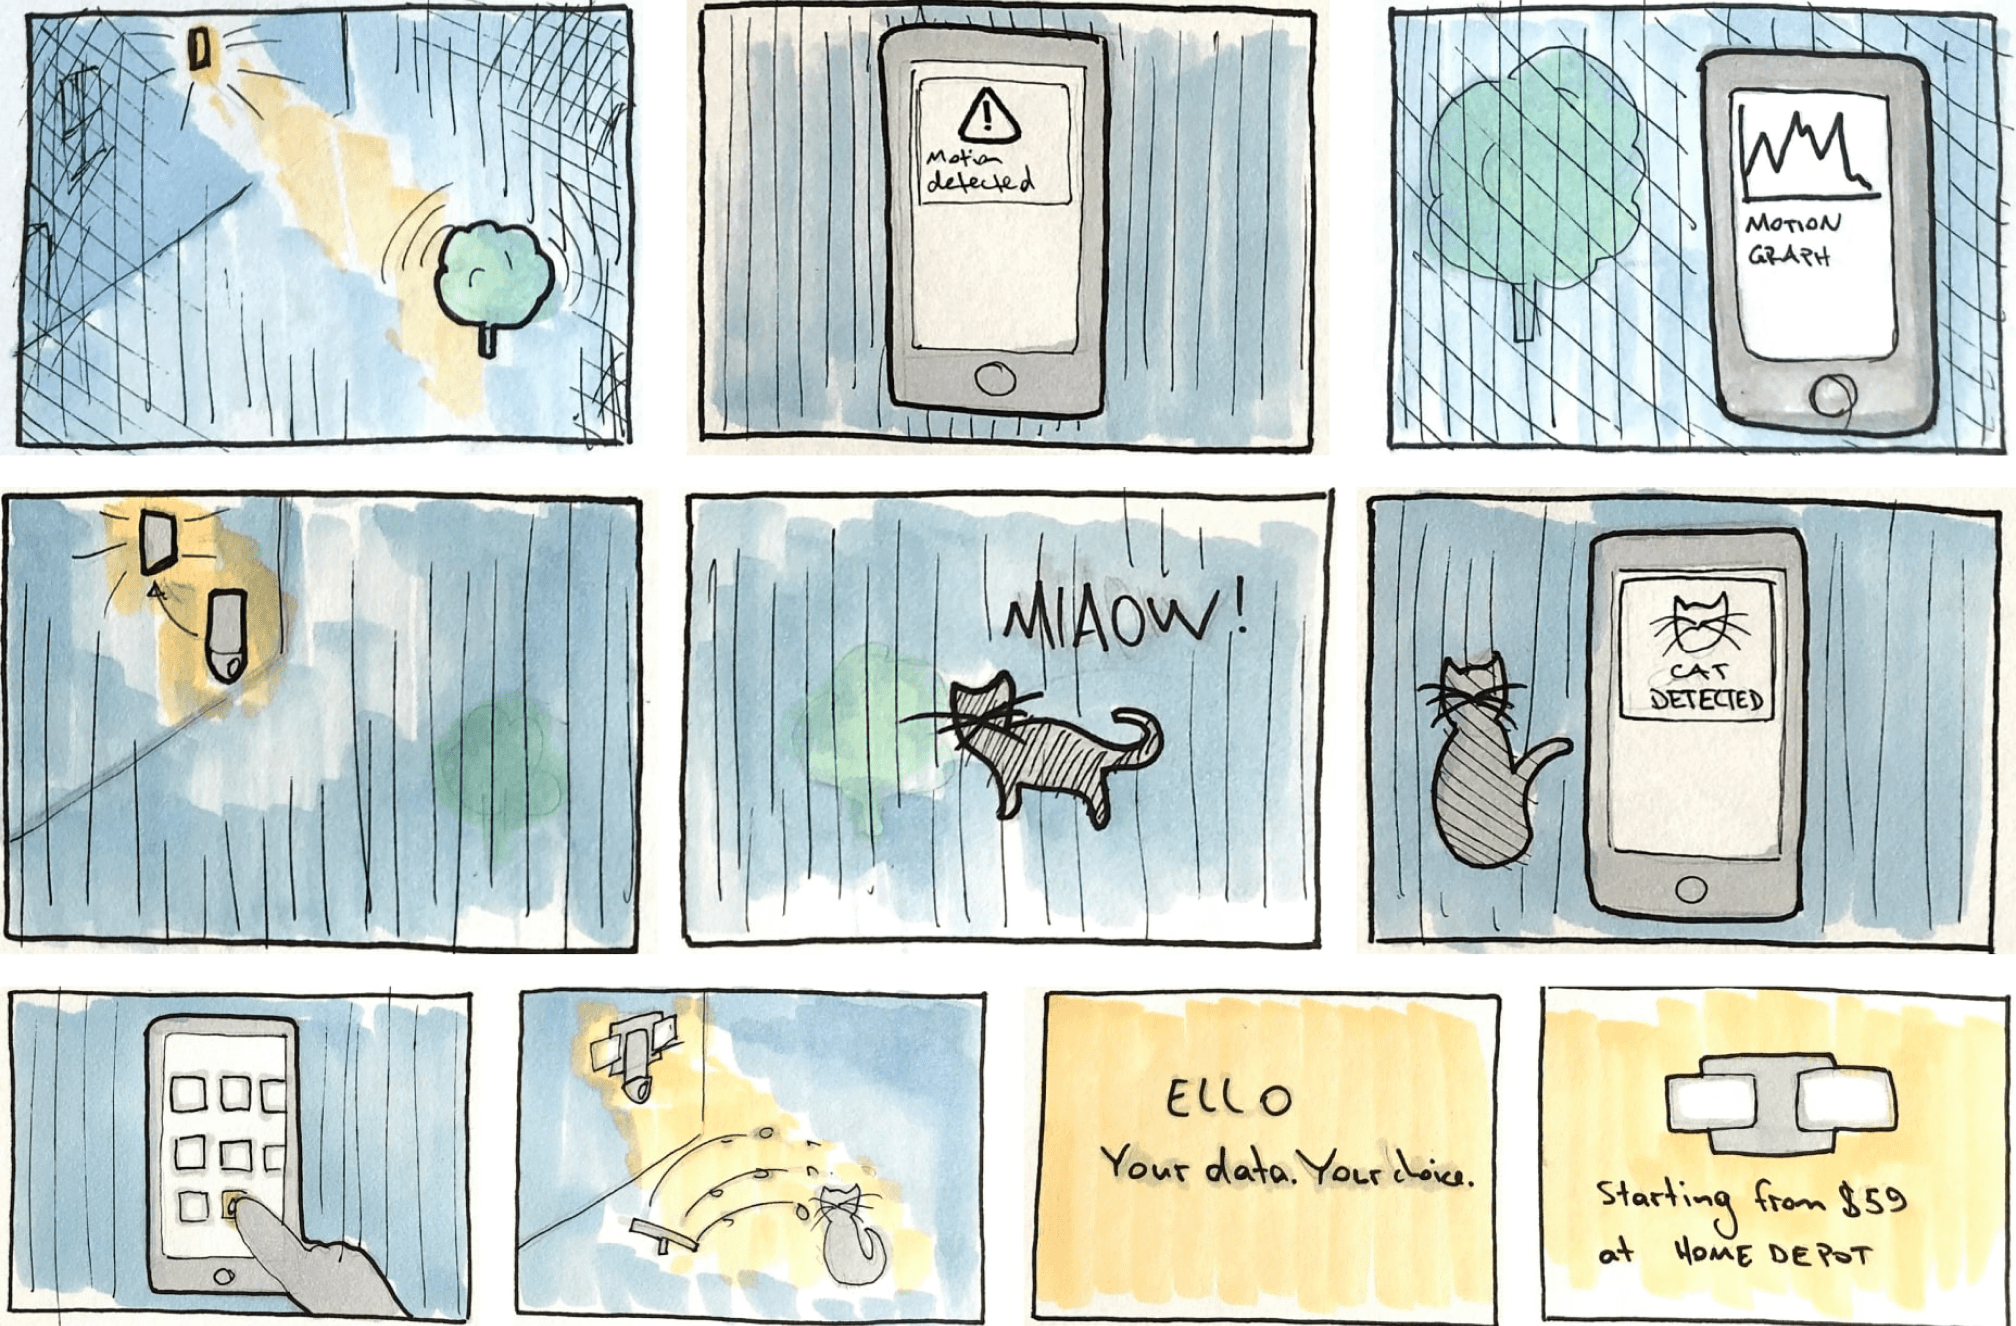 !
Motion
detected
MOTION
GRAPH
MIAOW!
CAT
DETECTED
ELLO
Your data. Your choice.
Starting from $59
at HOME DEPOT